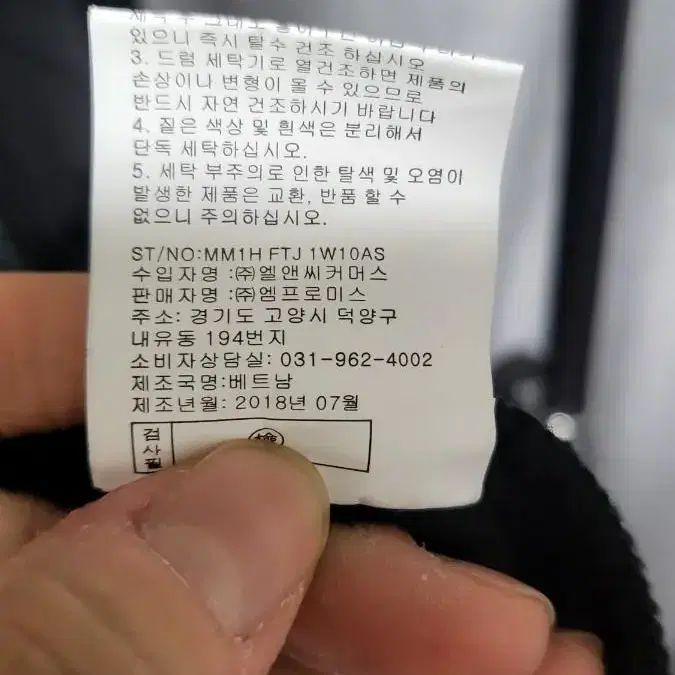 있으니 즉시 탈수 건조 하십시오
3. 드럼 세탁기로 열건조하면 제품의
손상이나 변형이 올 수 있으므로
반드시 자연 건조하시기 바랍니다
4. 짙은 색상 및 흰색은 분리해서
단독 세탁하십시오.
5. 세탁 부주의로 인한 탈색 및 오염이
발생한 제품은 교환, 반품 할 수
없으니 주의하십시오.
ST/NO:MM1H FTJ 1W10AS
수입자명 :㈜엘앤씨커머스
판매자명 :㈜엠프로미스
주소: 경기도 고양시 덕양구
내유동 194번지
소비자상담실: 031-962-4002
제조국명:베트남
제조년월: 2018년 07월
검사필